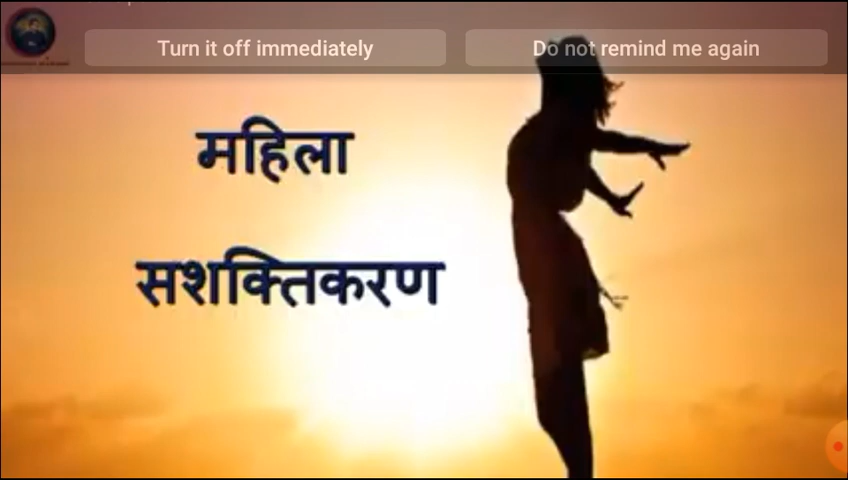 Turn it off immediately
Do not remind me again
महिला
सशक्तिकरण